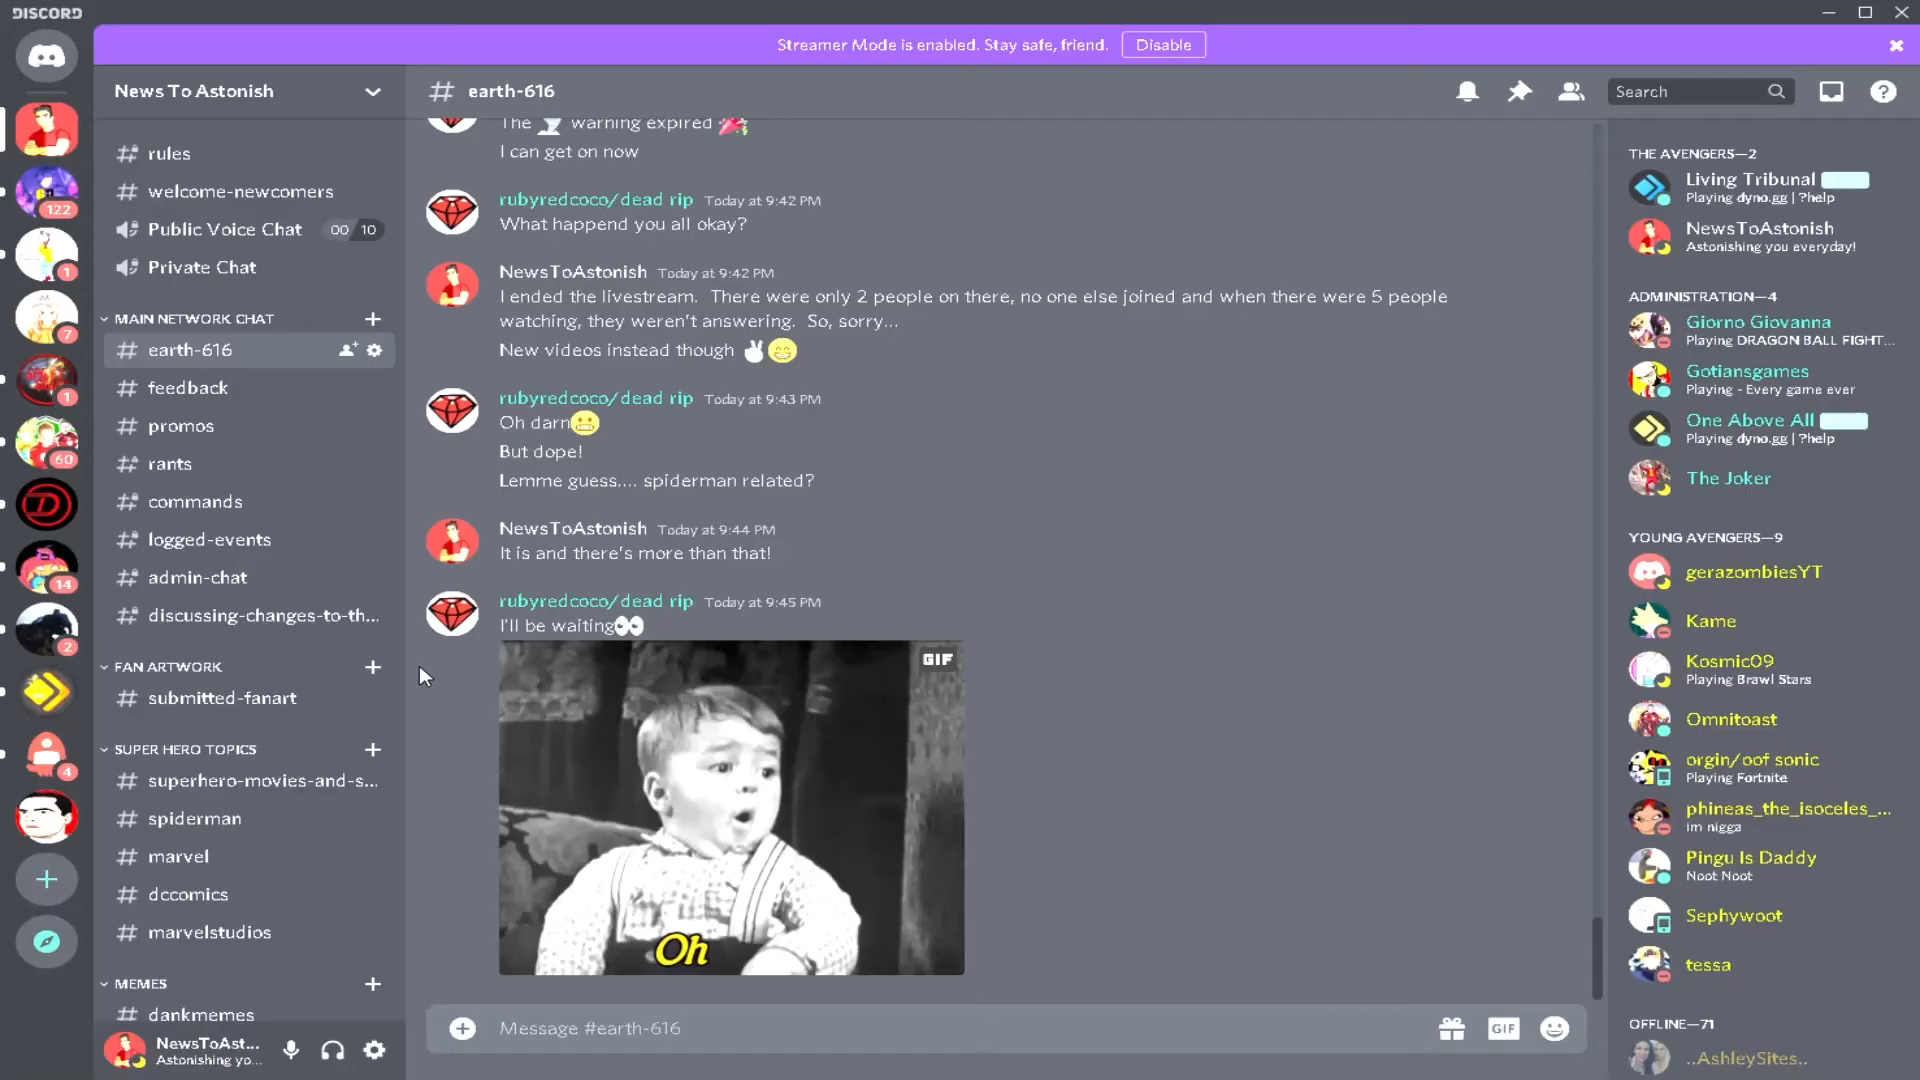 DISCORD
Streamer Mode is enabled. Stay safe, friend. Disable
News To Astonish
earth-616
Search
rules
welcome-newcomers
Public Voice Chat 00 10
Private Chat
MAIN NETWORK CHAT
earth-616
feedback
promos
rants
commands
logged-events
admin-chat
discussing-changes-to-th...
FAN ARTWORK
submitted-fanart
SUPER HERO TOPICS
superhero-movies-and-s...
spiderman
marvel
dccomics
marvelstudios
MEMES
dankmemes
NewsToAst...
Astonishing yo...
122
1
7
1
60
14
2
4
The warning expired
I can get on now
rubyredcoco/dead rip Today at 9:42 PM
What happend you all okay?
NewsToAstonish Today at 9:42 PM
I ended the livestream. There were only 2 people on there, no one else joined and when there were 5 people
watching, they weren't answering. So, sorry...
New videos instead though
rubyredcoco/dead rip Today at 9:43 PM
Oh darn
But dope!
Lemme guess.... spiderman related?
NewsToAstonish Today at 9:44 PM
It is and there's more than that!
rubyredcoco/dead rip Today at 9:45 PM
I'll be waiting
GIF
Oh
Message #earth-616
GIF
THE AVENGERS—2
Living Tribunal
Playing dyno.gg | ?help
NewsToAstonish
Astonishing you everyday!
ADMINISTRATION—4
Giorno Giovanna
Playing DRAGON BALL FIGHT...
Gotiansgames
Playing - Every game ever
One Above All
Playing dyno.gg | ?help
The Joker
YOUNG AVENGERS—9
gerazombiesYT
Kame
Kosmic09
Playing Brawl Stars
Omnitoast
orgin/oof sonic
Playing Fortnite
phineas_the_isoceles_...
im nigga
Pingu Is Daddy
Noot Noot
Sephywoot
tessa
OFFLINE—71
..AshleySites..